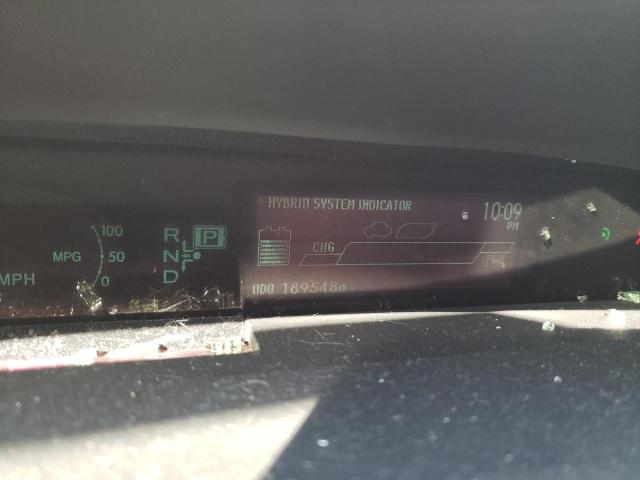 HYBRID SYSTEM INDICATOR
10:09
PM
100
R P
MPG 50
N
CHG
MPH
0
D
ODO 189548